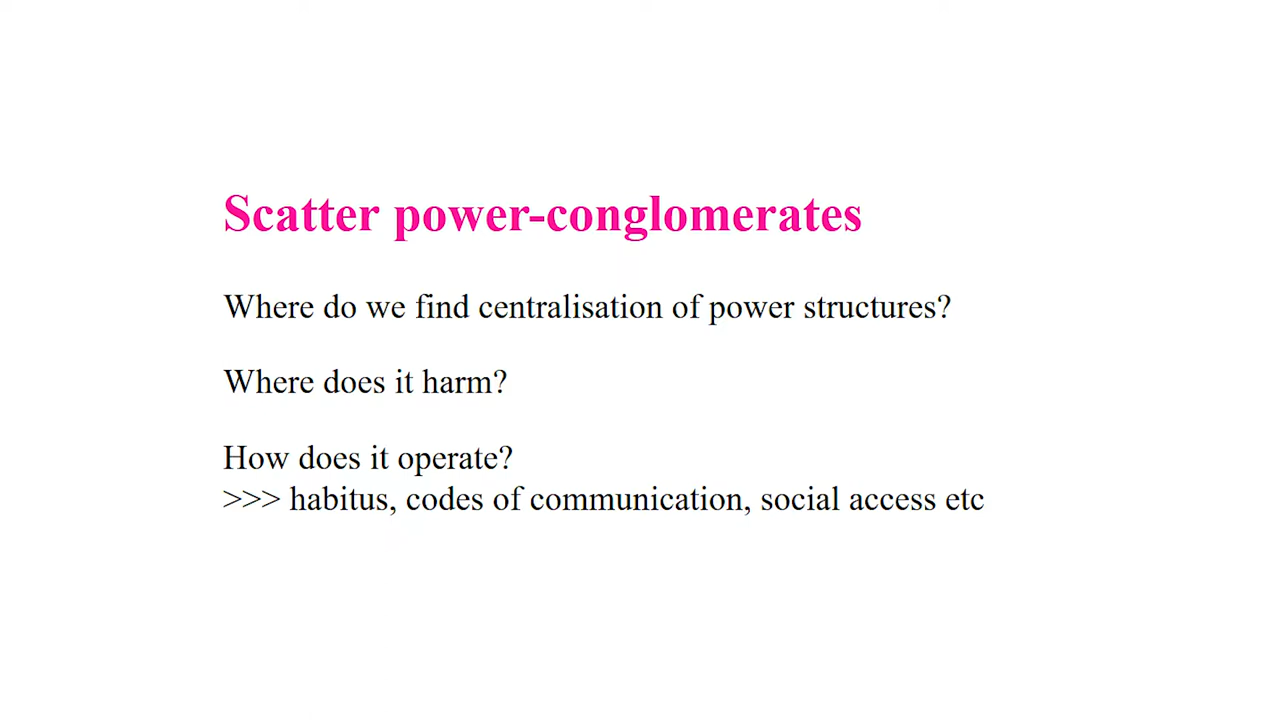 Scatter power-conglomerates
Where do we find centralisation of power structures?
Where does it harm?
How does it operate?
>>> habitus, codes of communication, social access etc